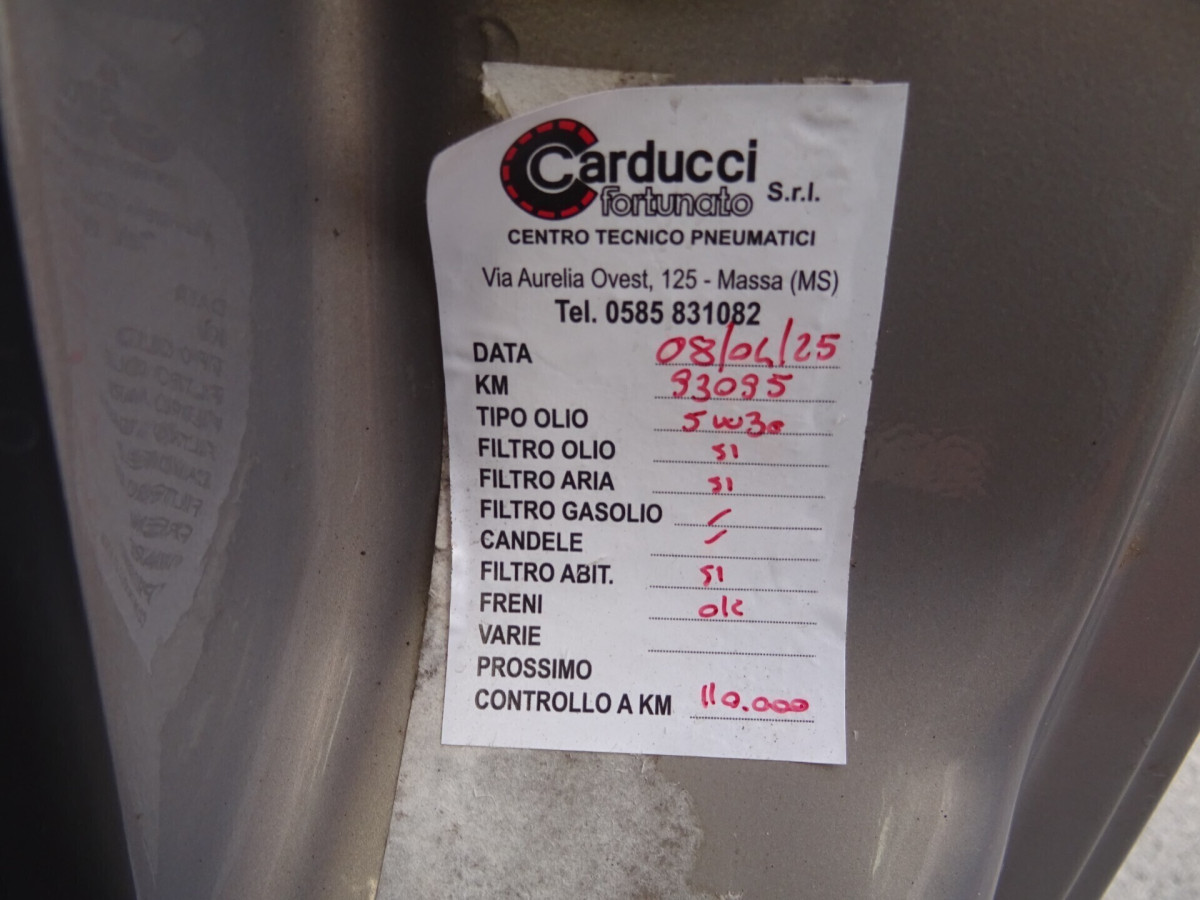 Carducci
fortunato S.r.l.
CENTRO TECNICO PNEUMATICI
Via Aurelia Ovest, 125 - Massa (MS)
Tel. 0585 831082
DATA 08/04/25
KM 93095
TIPO OLIO 5W30
FILTRO OLIO SI
FILTRO ARIA SI
FILTRO GASOLIO /
CANDELE /
FILTRO ABIT. SI
FRENI OK
VARIE
PROSSIMO
CONTROLLO A KM 110.000